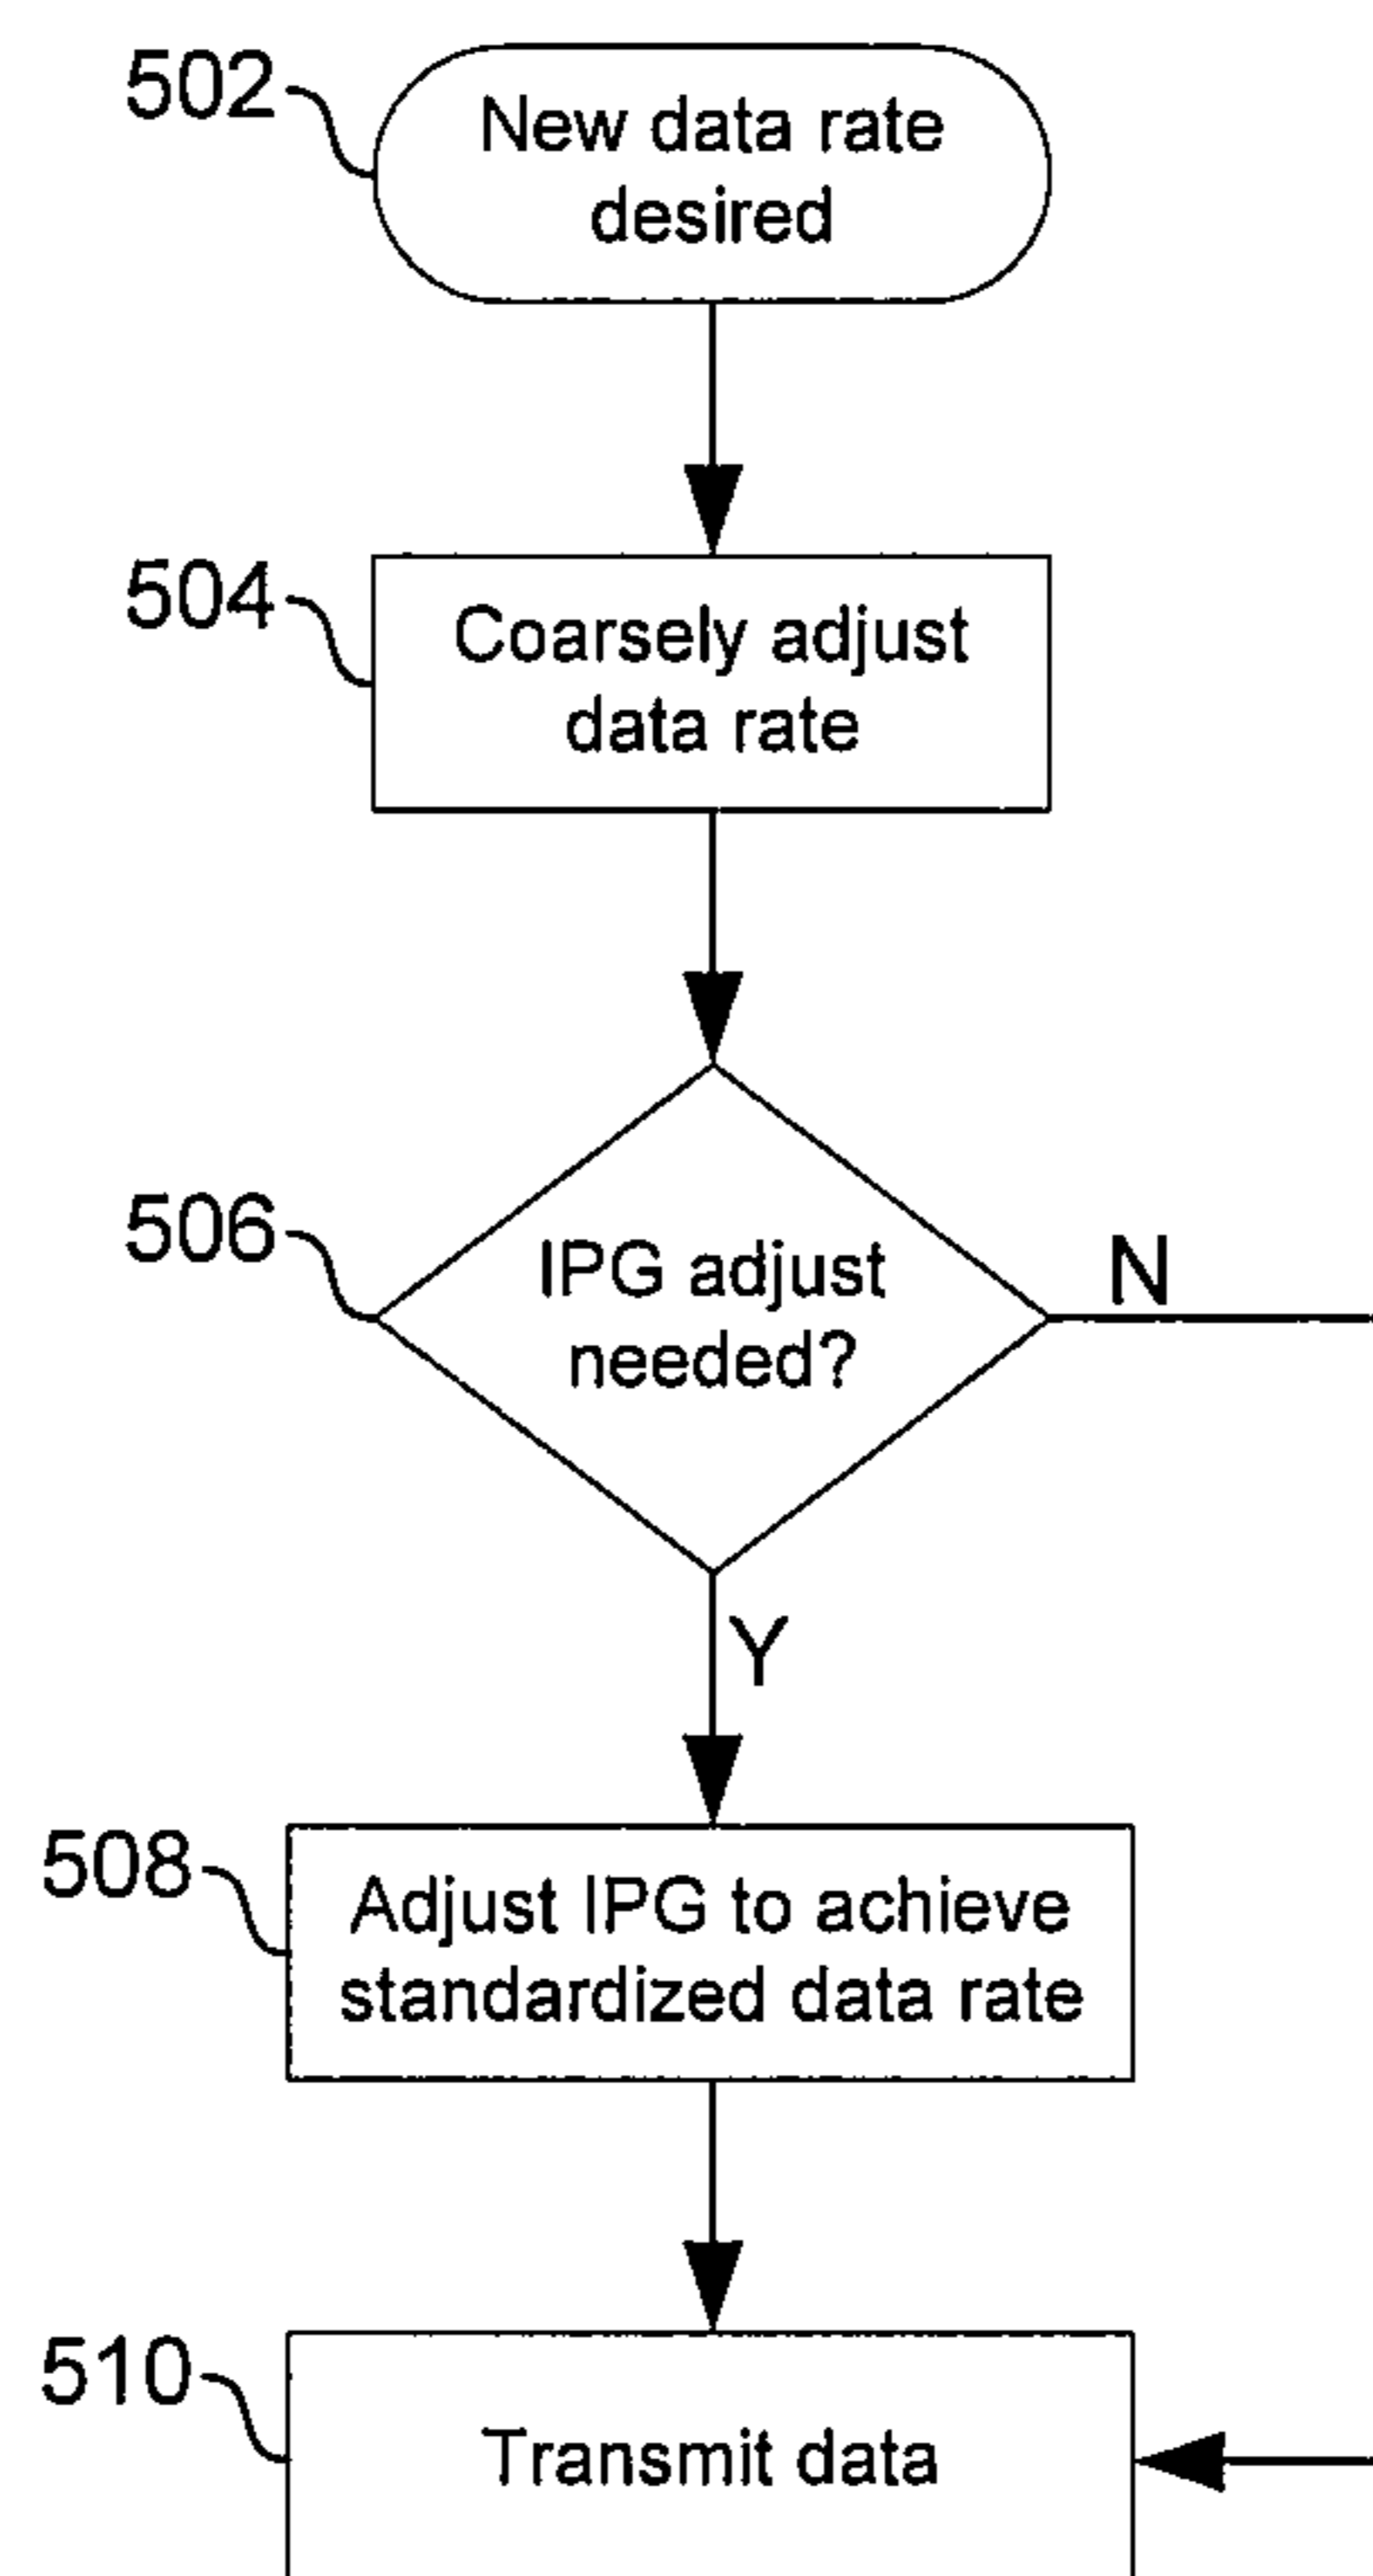 502
New data rate
desired
504
Coarsely adjust
data rate
506
IPG adjust
needed?
N
Y
508
Adjust IPG to achieve
standardized data rate
510
Transmit data